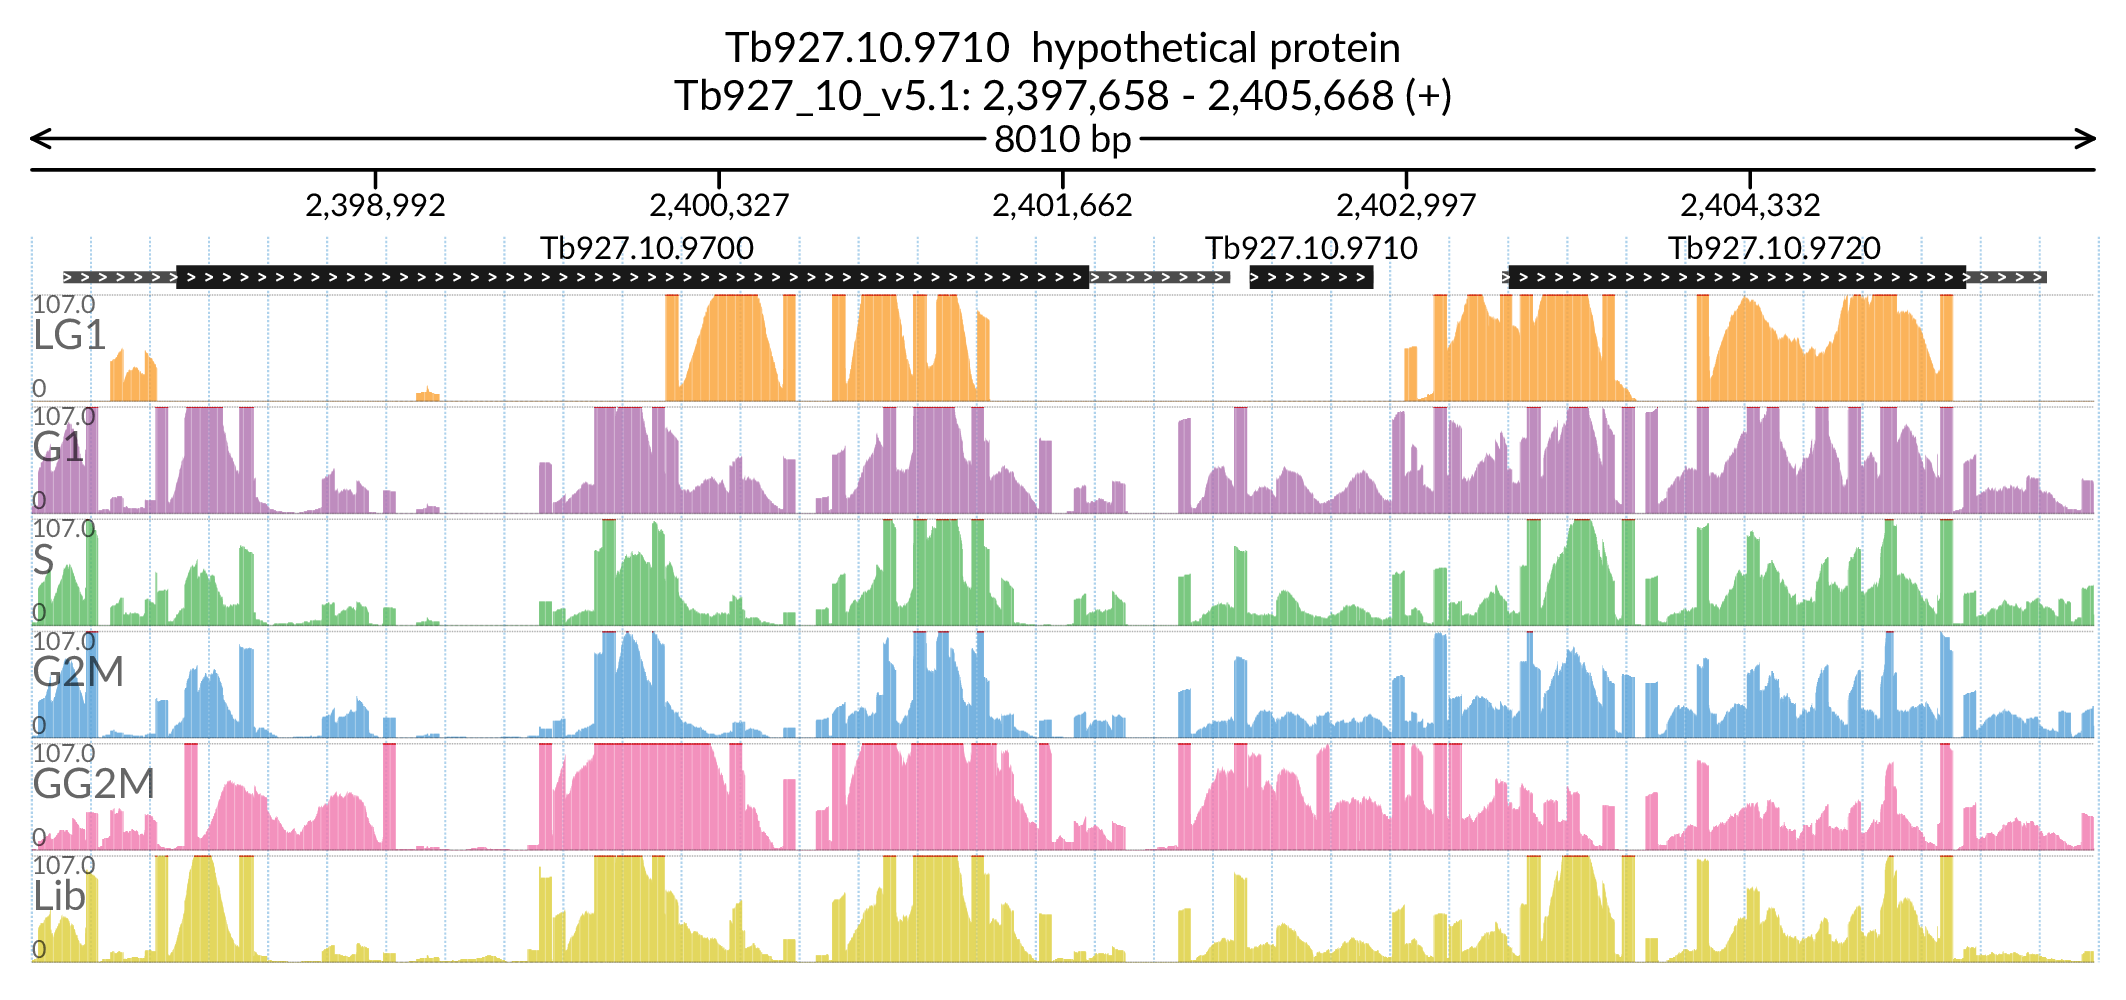 Tb927.10.9710  hypothetical protein
Tb927_10_v5.1: 2,397,658 - 2,405,668 (+)
8010 bp
2,398,992 2,400,327 2,401,662 2,402,997 2,404,332
Tb927.10.9700 Tb927.10.9710 Tb927.10.9720
107.0
LG1
0
107.0
G1
0
107.0
S
0
107.0
G2M
0
107.0
GG2M
0
107.0
Lib
0